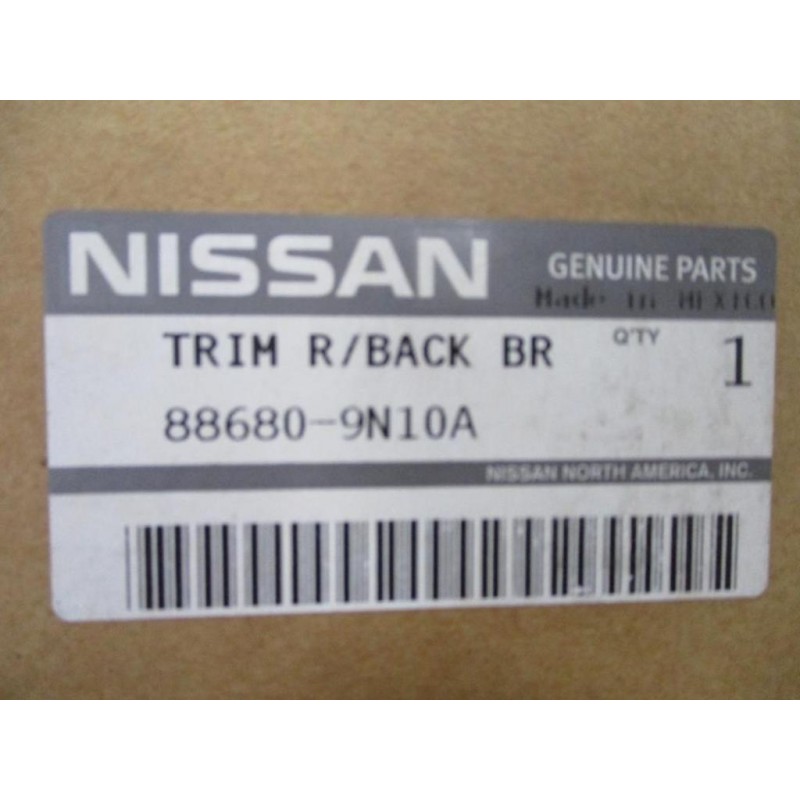 NISSAN GENUINE PARTS
Made in MEXICO
TRIM R/BACK BR Q'TY 1
88680-9N10A
NISSAN NORTH AMERICA, INC.